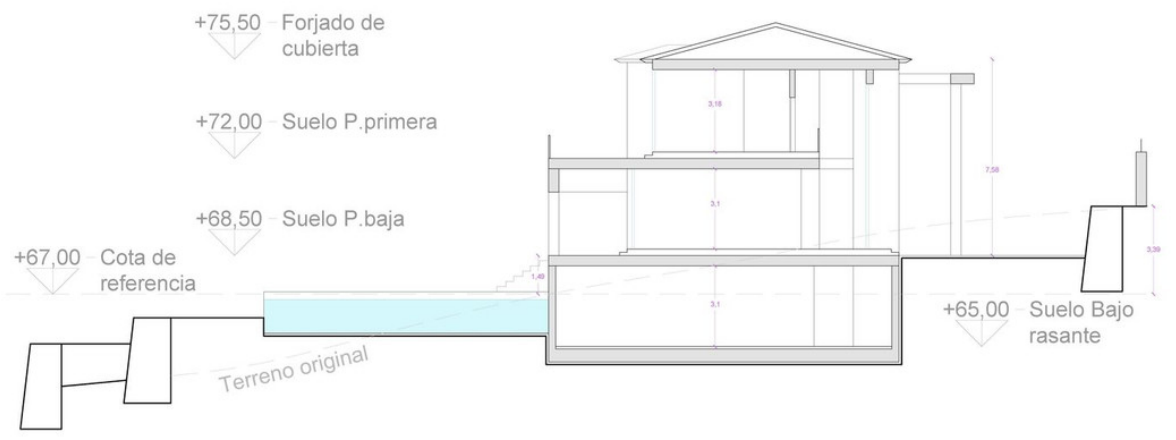 +75,50 Forjado de
cubierta
+72,00 Suelo P.primera
+68,50 Suelo P.baja
+67,00 Cota de
referencia
+65,00 Suelo Bajo
rasante
Terreno original
3,18
3,1
3,1
1,49
7,58
3,39